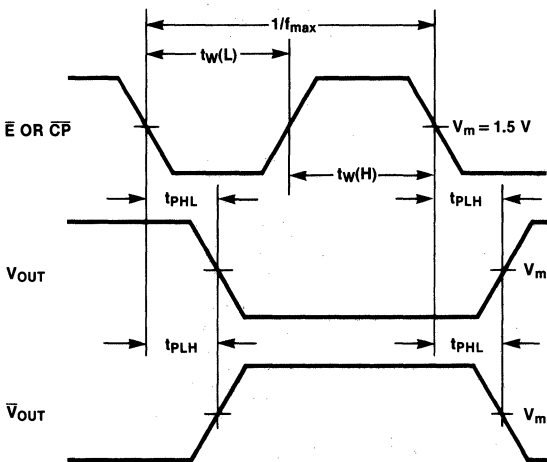 1/fmax
tW(L)
E̅ OR C̅P̅
Vm = 1.5 V
tW(H)
tPHL
tPLH
VOUT
Vm
tPLH
tPHL
V̅OUT
Vm